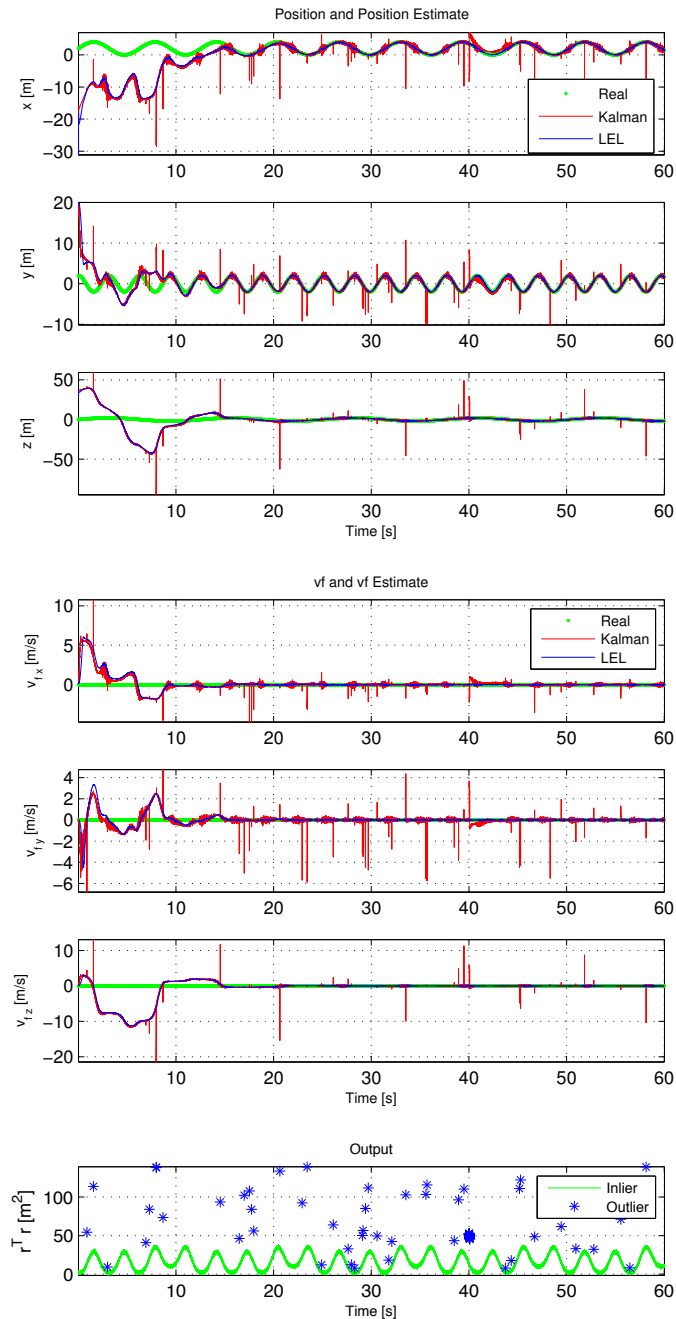 Position and Position Estimate
0
−10
−20
−30
x [m]
10 20 30 40 50 60
Real
Kalman
LEL
20
10
0
−10
y [m]
10 20 30 40 50 60
50
0
−50
z [m]
10 20 30 40 50 60
Time [s]
vf and vf Estimate
10
5
0
v_f x [m/s]
10 20 30 40 50 60
Real
Kalman
LEL
4
2
0
−2
−4
−6
v_f y [m/s]
10 20 30 40 50 60
10
0
−10
−20
v_f z [m/s]
10 20 30 40 50 60
Time [s]
Output
100
50
0
r^T r [m^2]
0 10 20 30 40 50 60
Inlier
Outlier
Time [s]